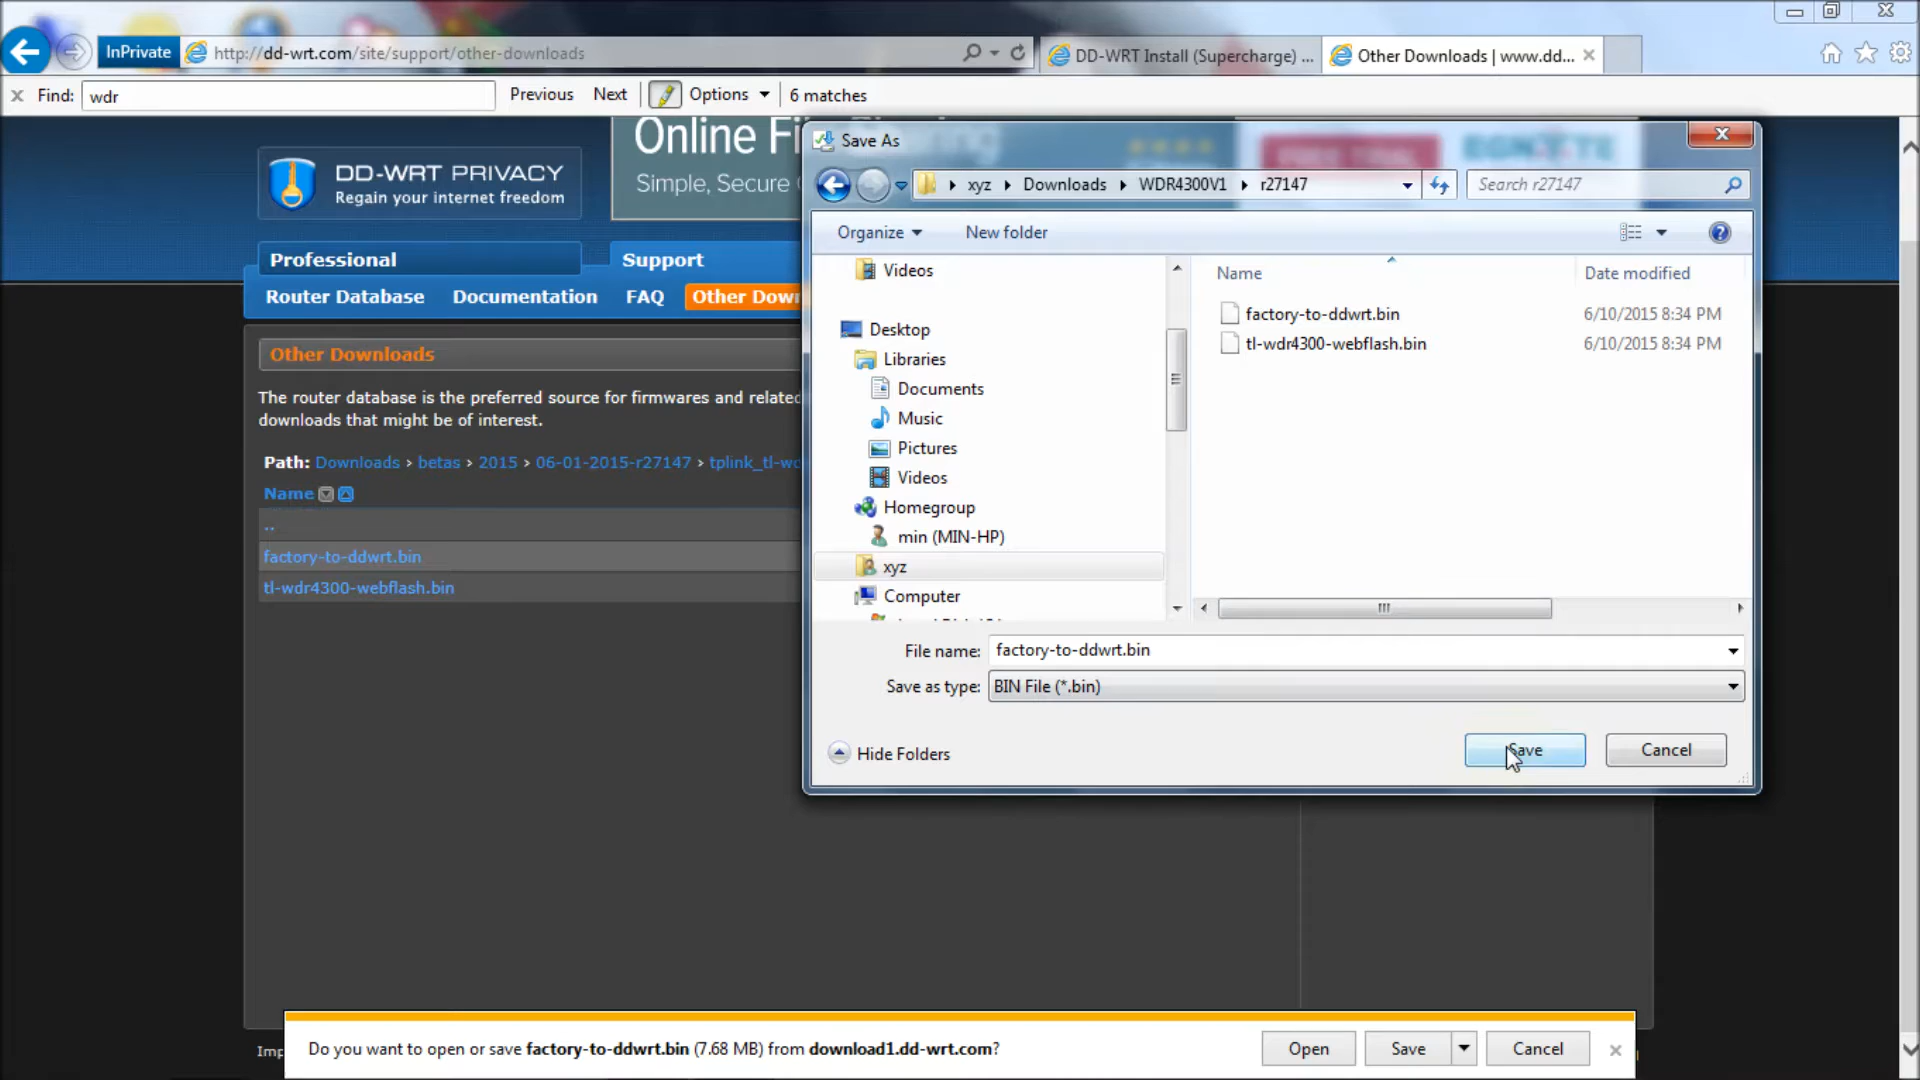 InPrivate
http://dd-wrt.com/site/support/other-downloads
DD-WRT Install (Supercharge) ...
Other Downloads | www.dd...
Find: wdr
Previous
Next
Options
6 matches
DD-WRT PRIVACY
Regain your internet freedom
Simple, Secure
Save As
xyz
Downloads
WDR4300V1
r27147
Search r27147
Organize
New folder
Professional
Support
Router Database
Documentation
FAQ
Videos
Desktop
Libraries
Documents
Music
Pictures
Videos
Homegroup
min (MIN-HP)
xyz
Computer
Name
Date modified
factory-to-ddwrt.bin
6/10/2015 8:34 PM
tl-wdr4300-webflash.bin
6/10/2015 8:34 PM
Other Downloads
The router database is the preferred source for firmwares and related
downloads that might be of interest.
Path: Downloads › betas › 2015 › 06-01-2015-r27147 › tplink_tl-wd
Name
..
factory-to-ddwrt.bin
tl-wdr4300-webflash.bin
File name: factory-to-ddwrt.bin
Save as type: BIN File (*.bin)
Hide Folders
Save
Cancel
Do you want to open or save factory-to-ddwrt.bin (7.68 MB) from download1.dd-wrt.com?
Open
Save
Cancel